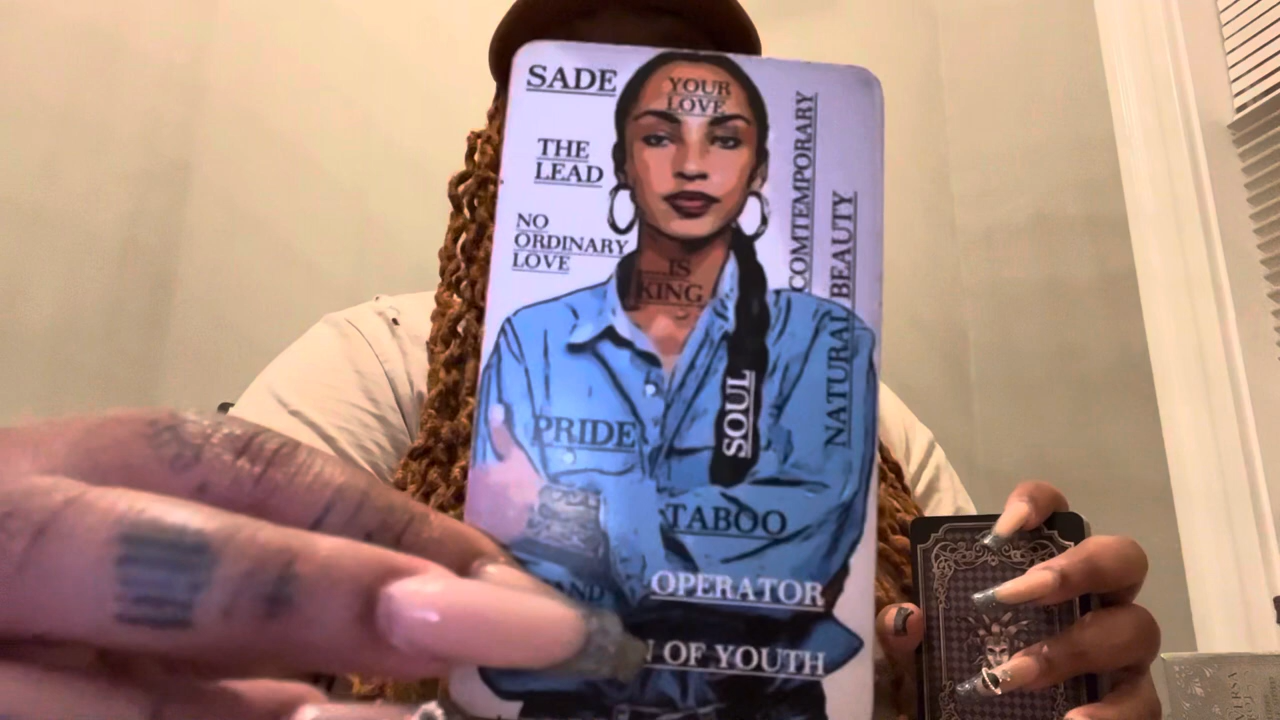 SADE
YOUR
LOVE
THE
LEAD
NO
ORDINARY
LOVE
IS
KING
COMTEMPORARY
NATURAL BEAUTY
SOUL
PRIDE
TABOO
OPERATOR
OF YOUTH